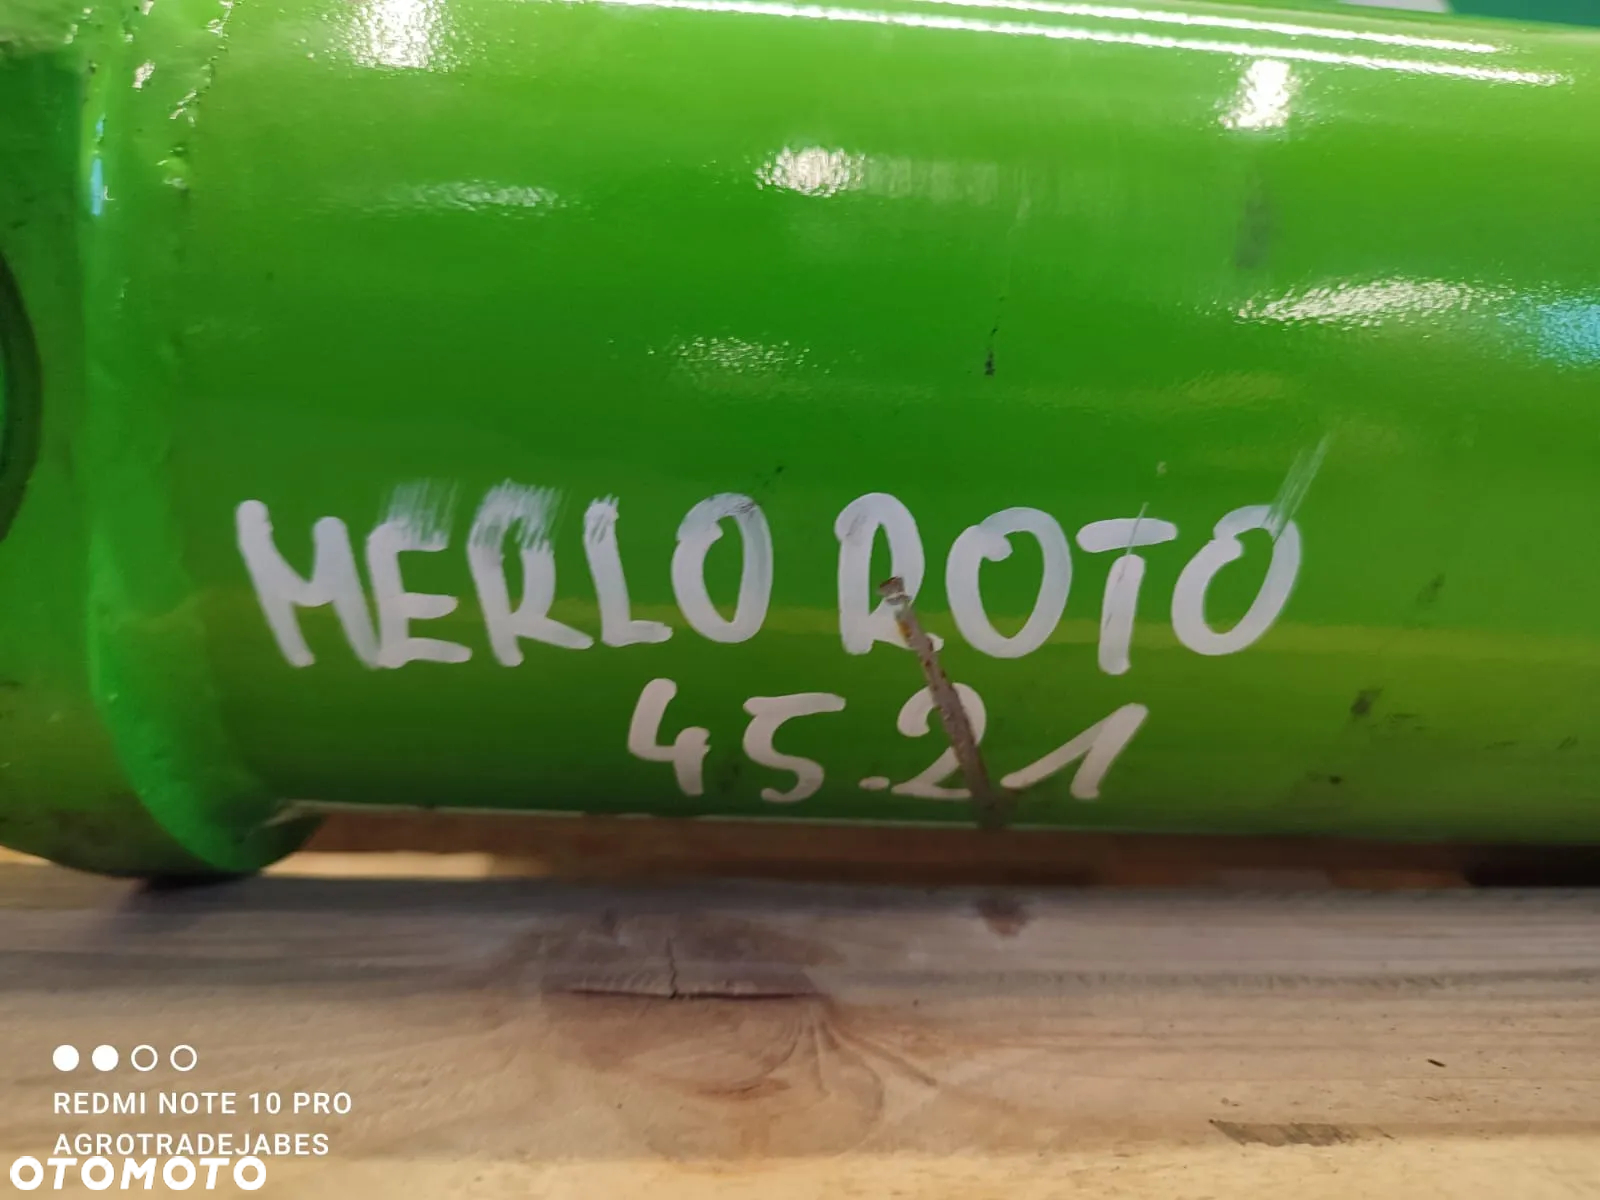 MERLO ROTO
45.21
REDMI NOTE 10 PRO
AGROTRADEJABES
OTOMOTO